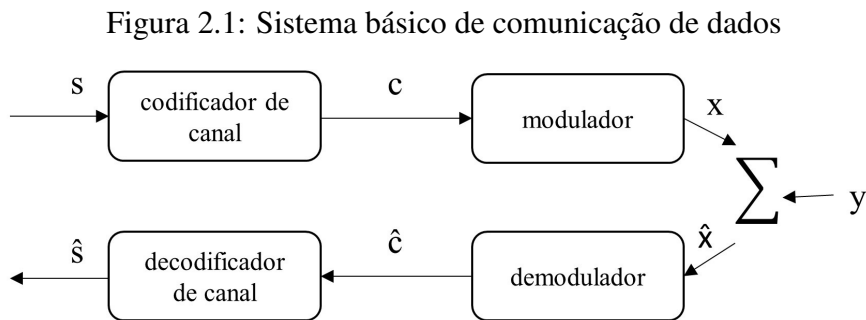 Figura 2.1: Sistema básico de comunicação de dados
s
codificador de
canal
c
modulador
x
∑
y
ŝ
decodificador
de canal
ĉ
demodulador
x̂